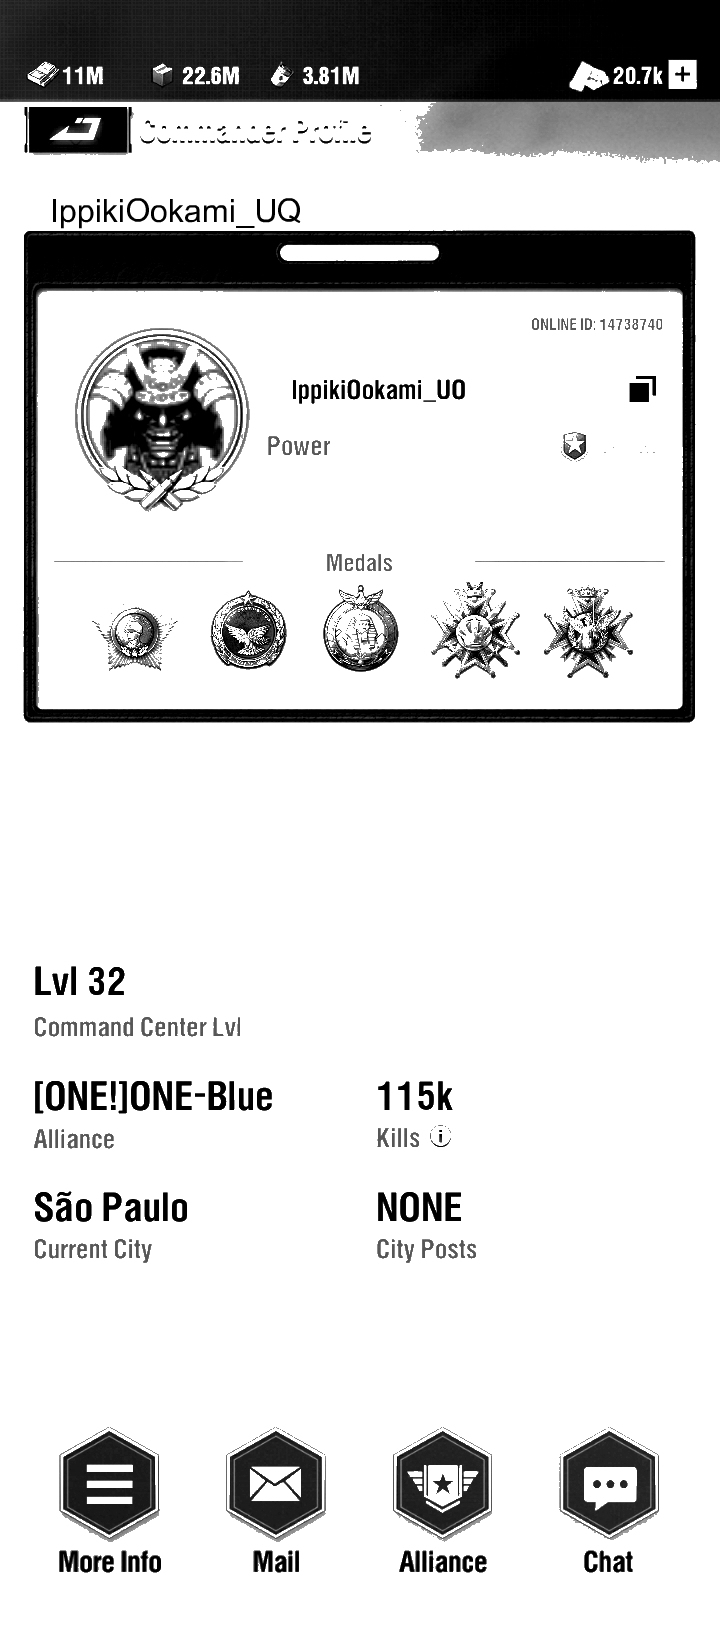 11M 22.6M 3.81M 20.7k +
Commander Profile
IppikiOokami_UQ
ONLINE ID: 14738740
IppikiOokami_UO
Power
Medals
Lvl 32
Command Center Lvl
[ONE!]ONE-Blue 115k
Alliance Kills
São Paulo NONE
Current City City Posts
More Info Mail Alliance Chat